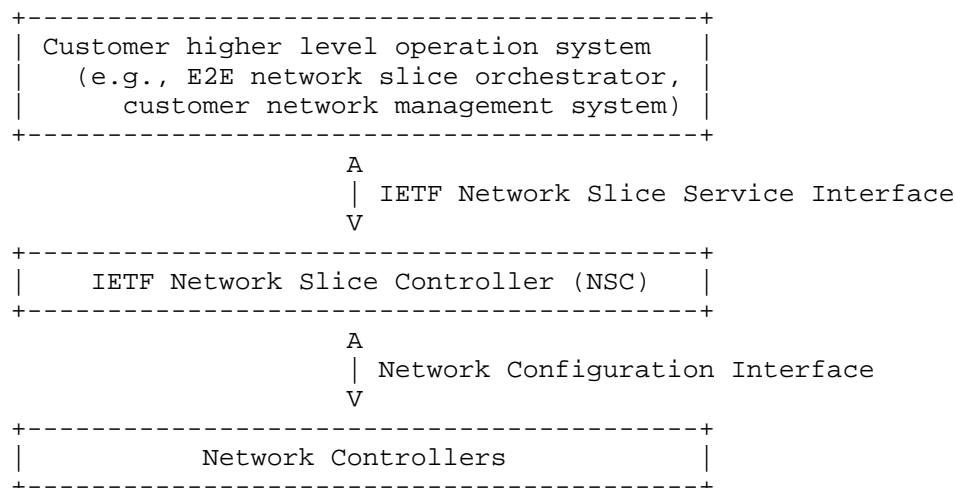 +------------------------------------------+
| Customer higher level operation system   |
|   (e.g., E2E network slice orchestrator, |
|      customer network management system) |
+------------------------------------------+
                     A
                     | IETF Network Slice Service Interface
                     V
+------------------------------------------+
|    IETF Network Slice Controller (NSC)   |
+------------------------------------------+
                     A
                     | Network Configuration Interface
                     V
+------------------------------------------+
|           Network Controllers            |
+------------------------------------------+